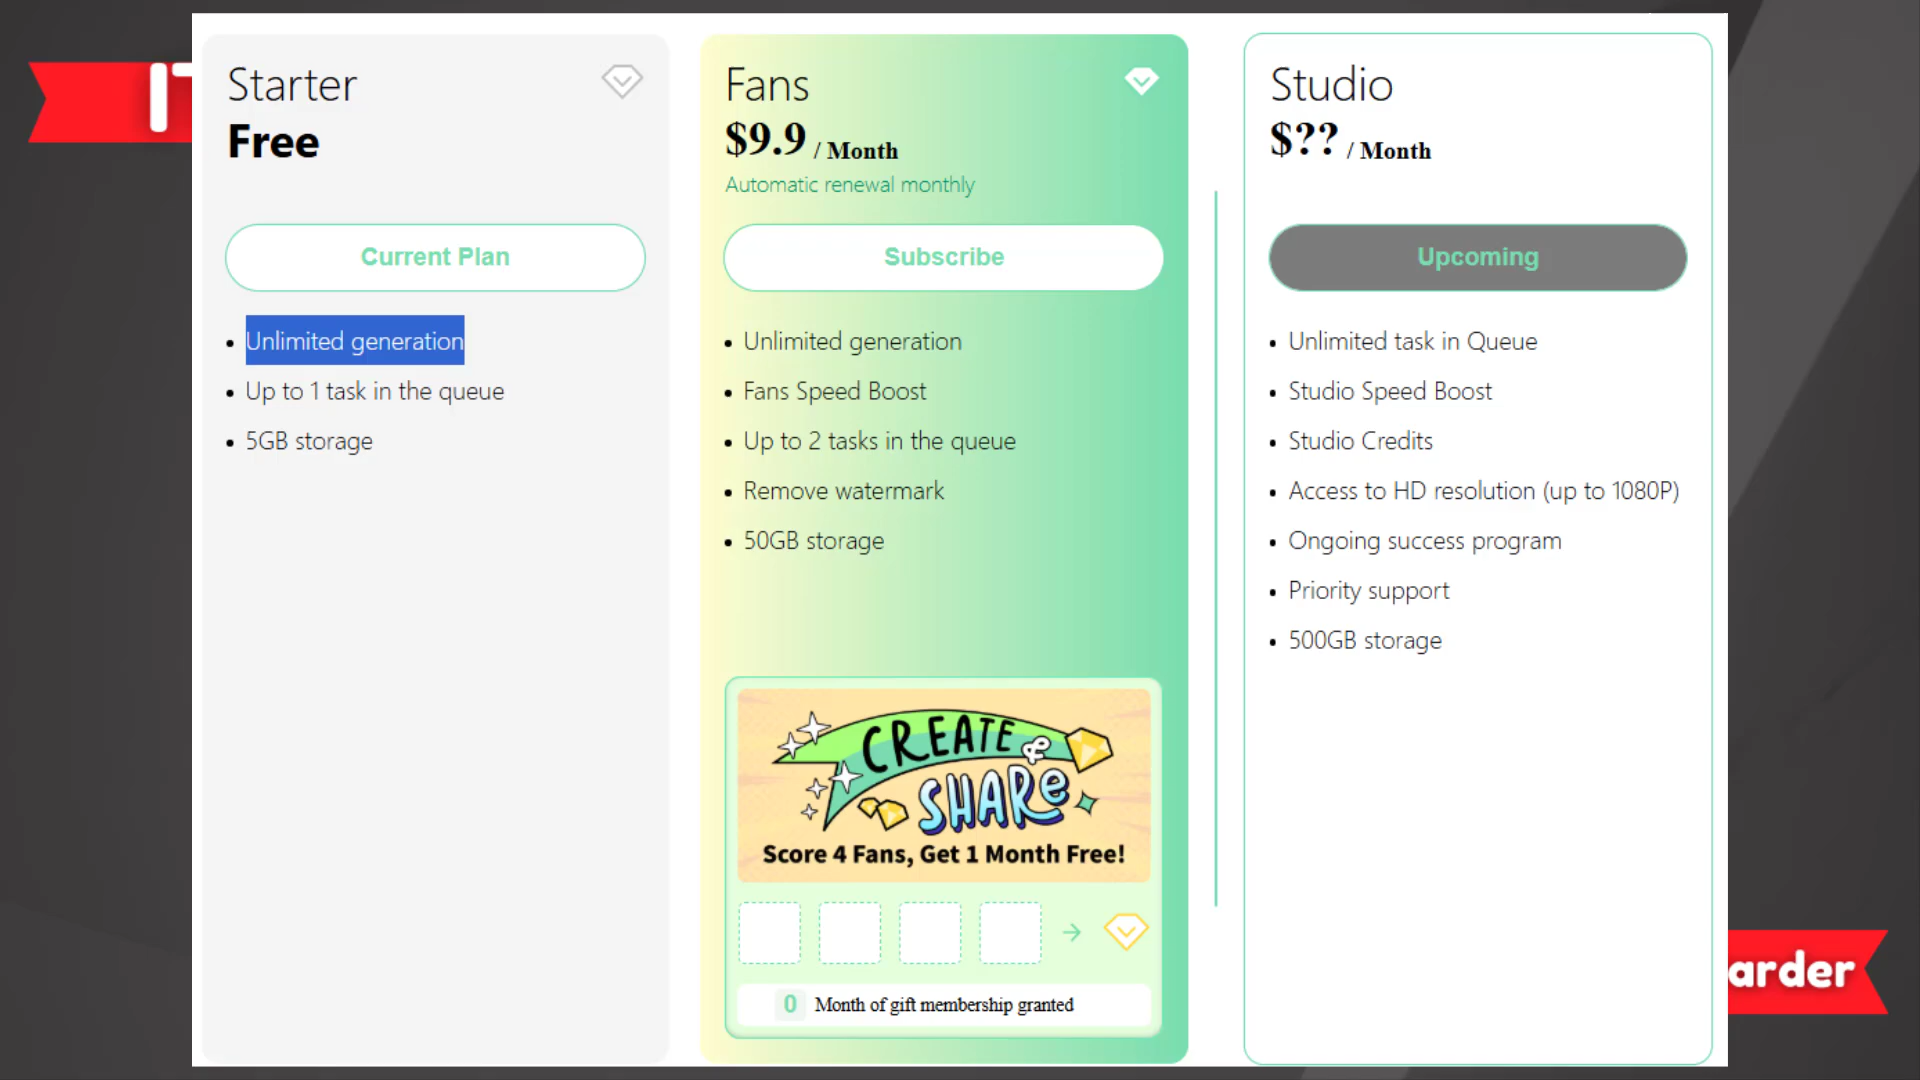 Starter
Free
Current Plan
Unlimited generation
Up to 1 task in the queue
5GB storage
Fans
$9.9 / Month
Automatic renewal monthly
Subscribe
Unlimited generation
Fans Speed Boost
Up to 2 tasks in the queue
Remove watermark
50GB storage
CREATE &
SHARe
Score 4 Fans, Get 1 Month Free!
0 Month of gift membership granted
Studio
$?? / Month
Upcoming
Unlimited task in Queue
Studio Speed Boost
Studio Credits
Access to HD resolution (up to 1080P)
Ongoing success program
Priority support
500GB storage
arder